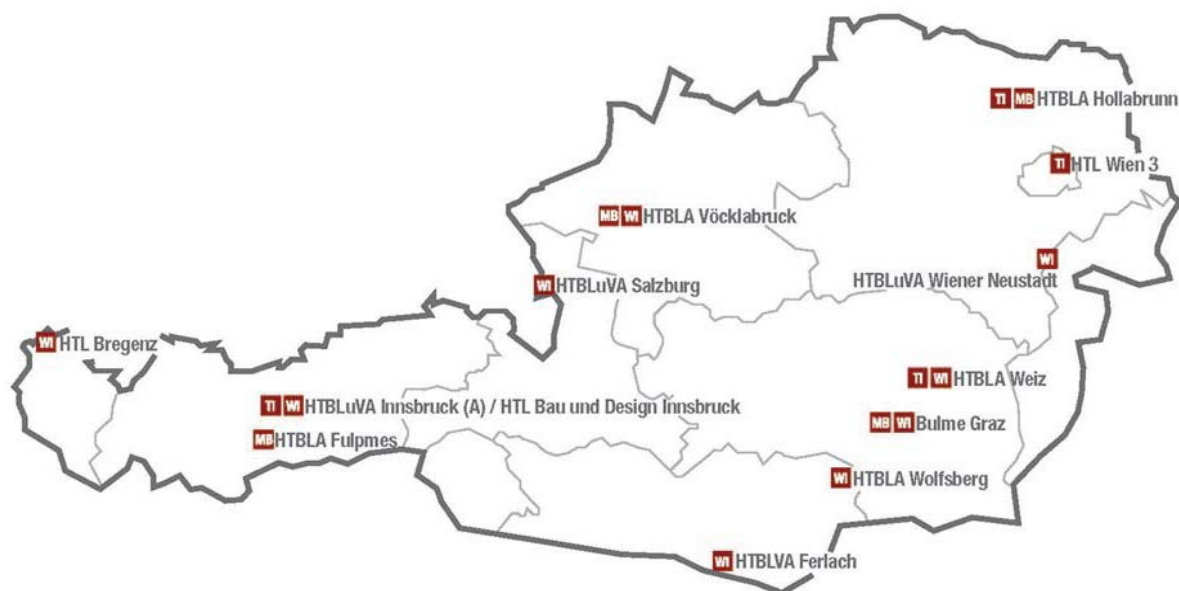 TI MB HTBLA Hollabrunn
TI HTL Wien 3
MB WI HTBLA Vöcklabruck
WI
HTBLuVA Wiener Neustadt
WI HTBLuVA Salzburg
WI HTL Bregenz
TI WI HTBLA Weiz
TI WI HTBLuVA Innsbruck (A) / HTL Bau und Design Innsbruck
MB WI Bulme Graz
MB HTBLA Fulpmes
WI HTBLA Wolfsberg
WI HTBLVA Ferlach